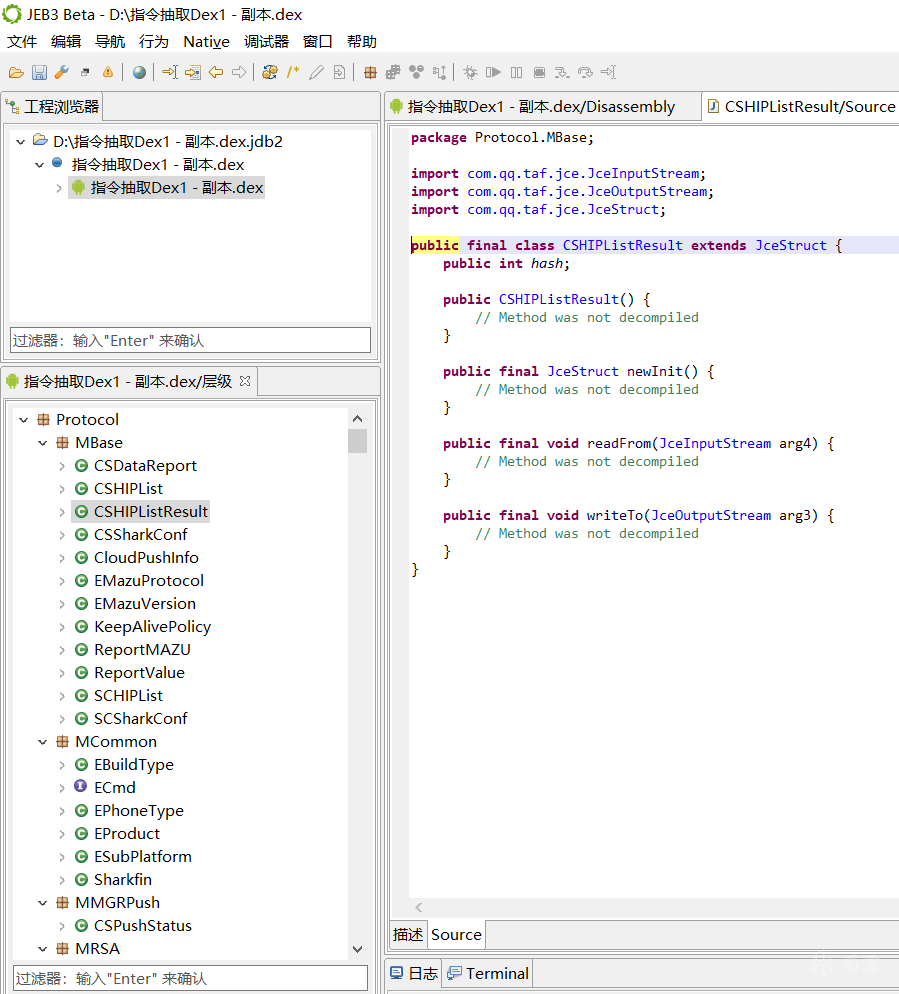 JEB3 Beta - D:\指令抽取Dex1 - 副本.dex
文件 编辑 导航 行为 Native 调试器 窗口 帮助
工程浏览器
D:\指令抽取Dex1 - 副本.dex.jdb2
指令抽取Dex1 - 副本.dex
指令抽取Dex1 - 副本.dex
过滤器：输入"Enter" 来确认
指令抽取Dex1 - 副本.dex/层级
Protocol
MBase
CSDataReport
CSHIPList
CSHIPListResult
CSSharkConf
CloudPushInfo
EMazuProtocol
EMazuVersion
KeepAlivePolicy
ReportMAZU
ReportValue
SCHIPList
SCSharkConf
MCommon
EBuildType
ECmd
EPhoneType
EProduct
ESubPlatform
Sharkfin
MMGRPush
CSPushStatus
MRSA
过滤器：输入"Enter" 来确认
指令抽取Dex1 - 副本.dex/Disassembly
CSHIPListResult/Source
package Protocol.MBase;
import com.qq.taf.jce.JceInputStream;
import com.qq.taf.jce.JceOutputStream;
import com.qq.taf.jce.JceStruct;
public final class CSHIPListResult extends JceStruct {
public int hash;
public CSHIPListResult() {
// Method was not decompiled
}
public final JceStruct newInit() {
// Method was not decompiled
}
public final void readFrom(JceInputStream arg4) {
// Method was not decompiled
}
public final void writeTo(JceOutputStream arg3) {
// Method was not decompiled
}
}
描述 Source
日志 Terminal